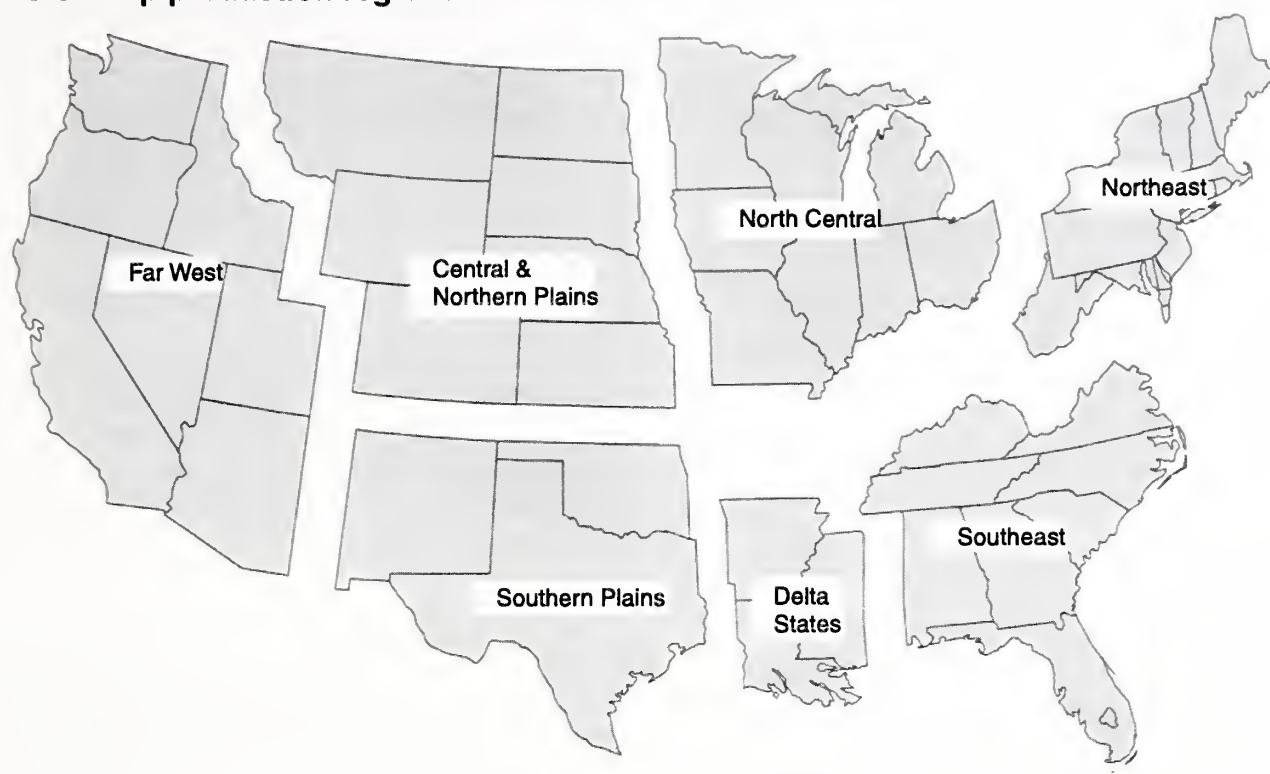 Northeast
North Central
Far West
Central &
Northern Plains
Southeast
Southern Plains
Delta
States